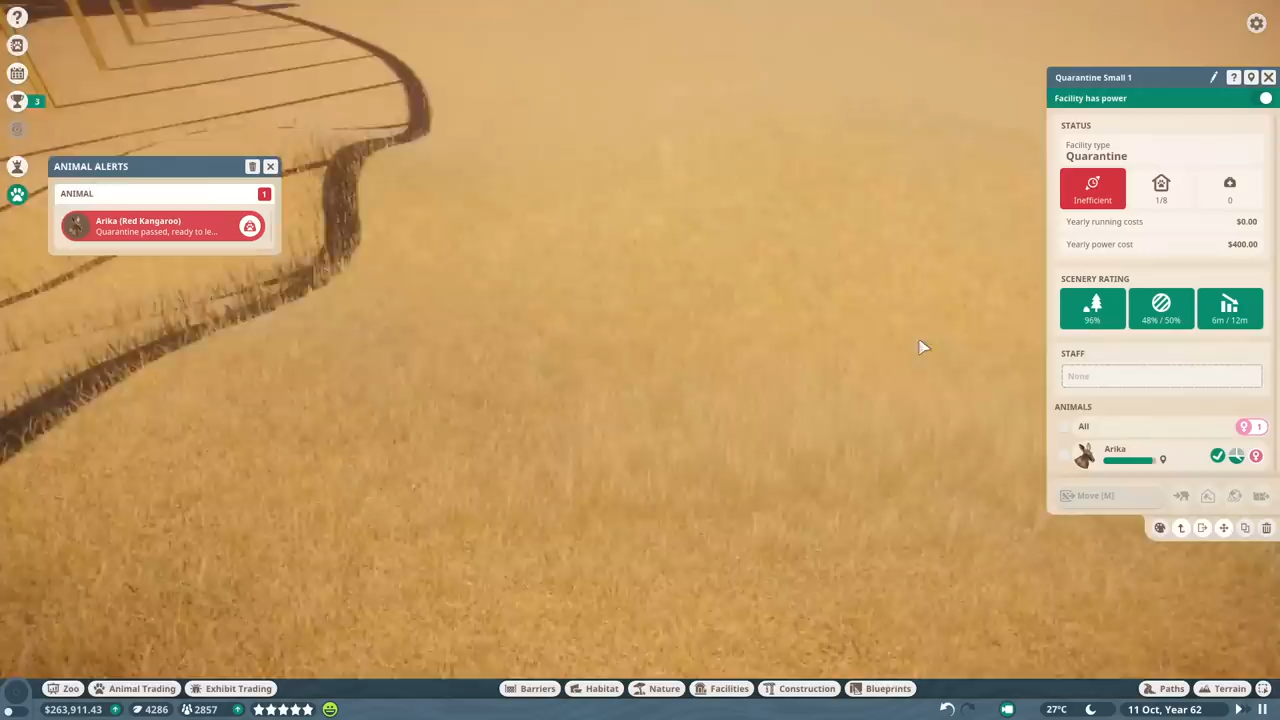 ?
3
ANIMAL ALERTS
ANIMAL
1
Arika (Red Kangaroo)
Quarantine passed, ready to le...
Quarantine Small 1
?
Facility has power
STATUS
Facility type
Quarantine
Inefficient
1/8
0
Yearly running costs
$0.00
Yearly power cost
$400.00
SCENERY RATING
96%
48% / 50%
6m / 12m
STAFF
None
ANIMALS
All
1
Arika
Move (M)
Zoo
Animal Trading
Exhibit Trading
Barriers
Habitat
Nature
Facilities
Construction
Blueprints
Paths
Terrain
$263,911.43
4286
2857
27°C
11 Oct, Year 62